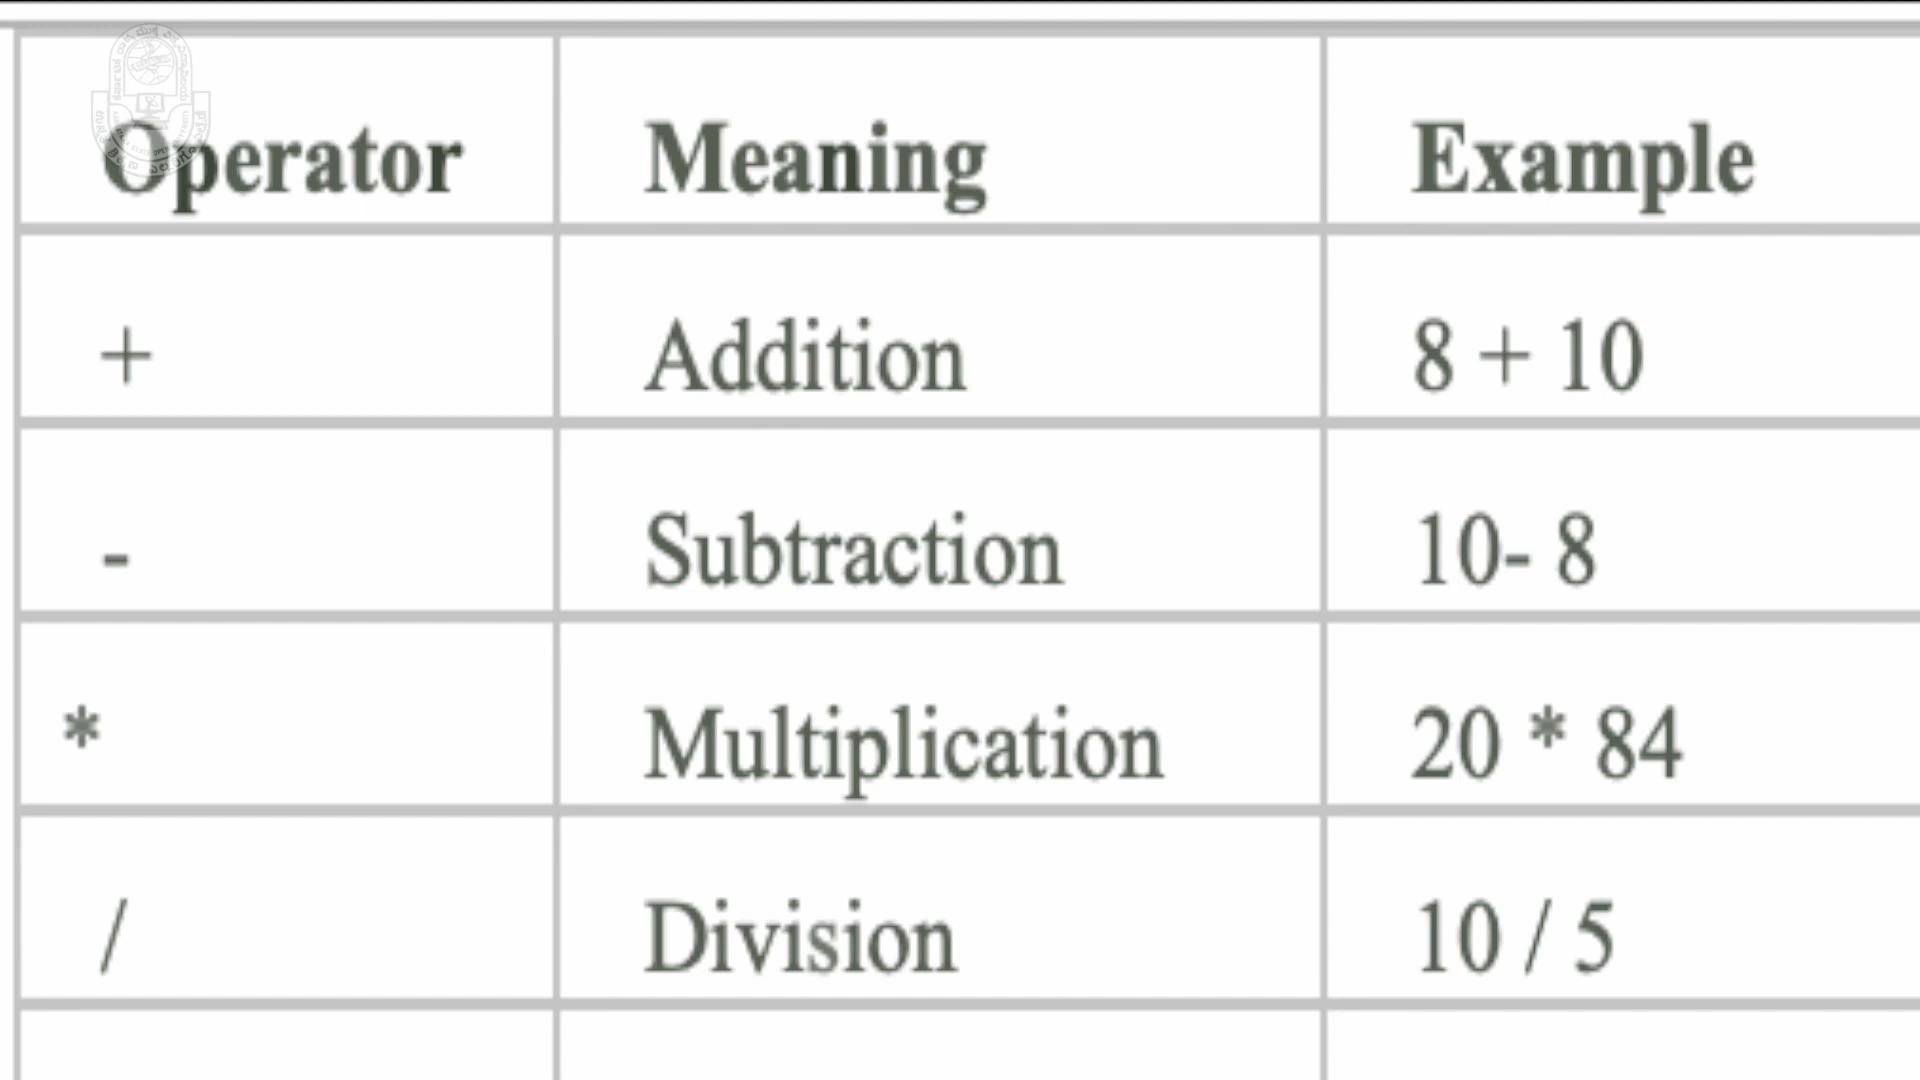 Operator Meaning Example
+ Addition 8 + 10
- Subtraction 10- 8
* Multiplication 20 * 84
/ Division 10 / 5